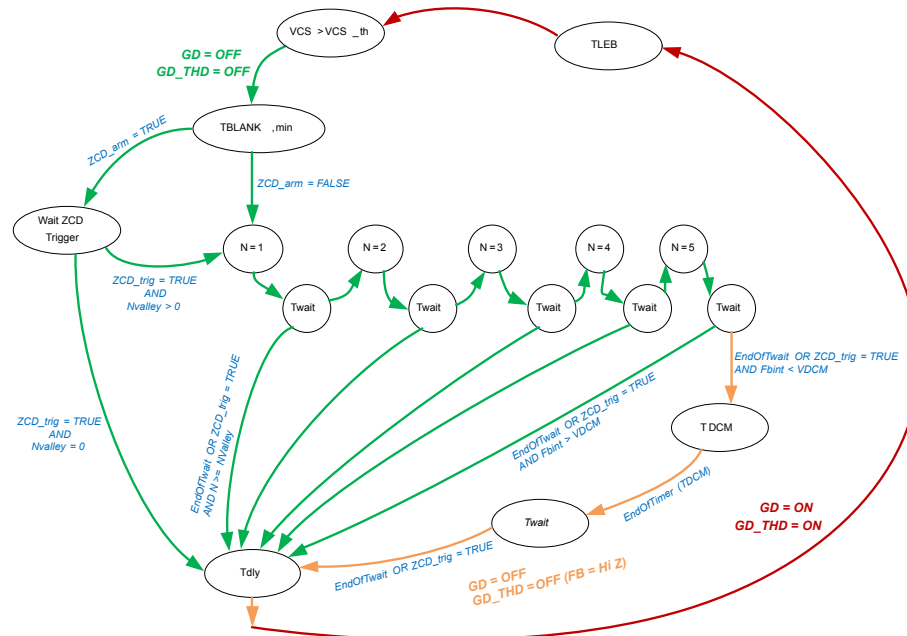 VCS > VCS _th
TLEB
GD = OFF
GD_THD = OFF
TBLANK , min
ZCD_arm = TRUE
ZCD_arm = FALSE
Wait ZCD
Trigger
N = 1
N = 2
N = 3
N = 4
N = 5
ZCD_trig = TRUE
AND
Nvalley > 0
Twait
Twait
Twait
Twait
Twait
EndOfTwait OR ZCD_trig = TRUE
AND Fbint < VDCM
ZCD_trig = TRUE
AND
Nvalley = 0
EndOfTwait OR ZCD_trig = TRUE
AND N >= NValley
EndOfTwait OR ZCD_trig = TRUE
AND Fbint > VDCM
T DCM
EndOfTimer (TDCM)
Twait
GD = ON
GD_THD = ON
Tdly
EndOfTwait OR ZCD_trig = TRUE
GD = OFF
GD_THD = OFF (FB = Hi Z)